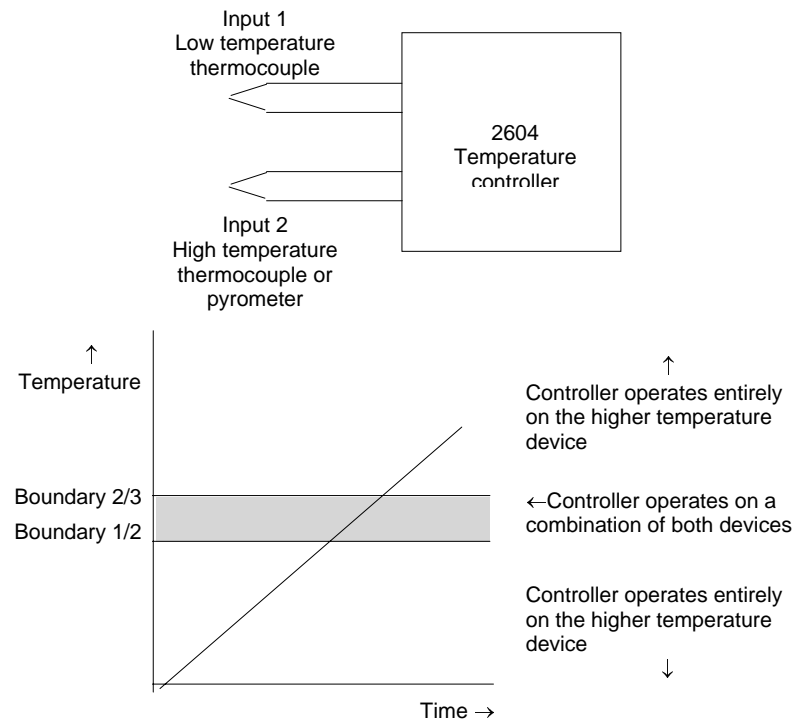 Input 1
Low temperature
thermocouple
2604
Temperature
controller
Input 2
High temperature
thermocouple or
pyrometer
↑
Temperature
Boundary 2/3
Boundary 1/2
↑
Controller operates entirely
on the higher temperature
device
←Controller operates on a
combination of both devices
Controller operates entirely
on the higher temperature
device
↓
Time →